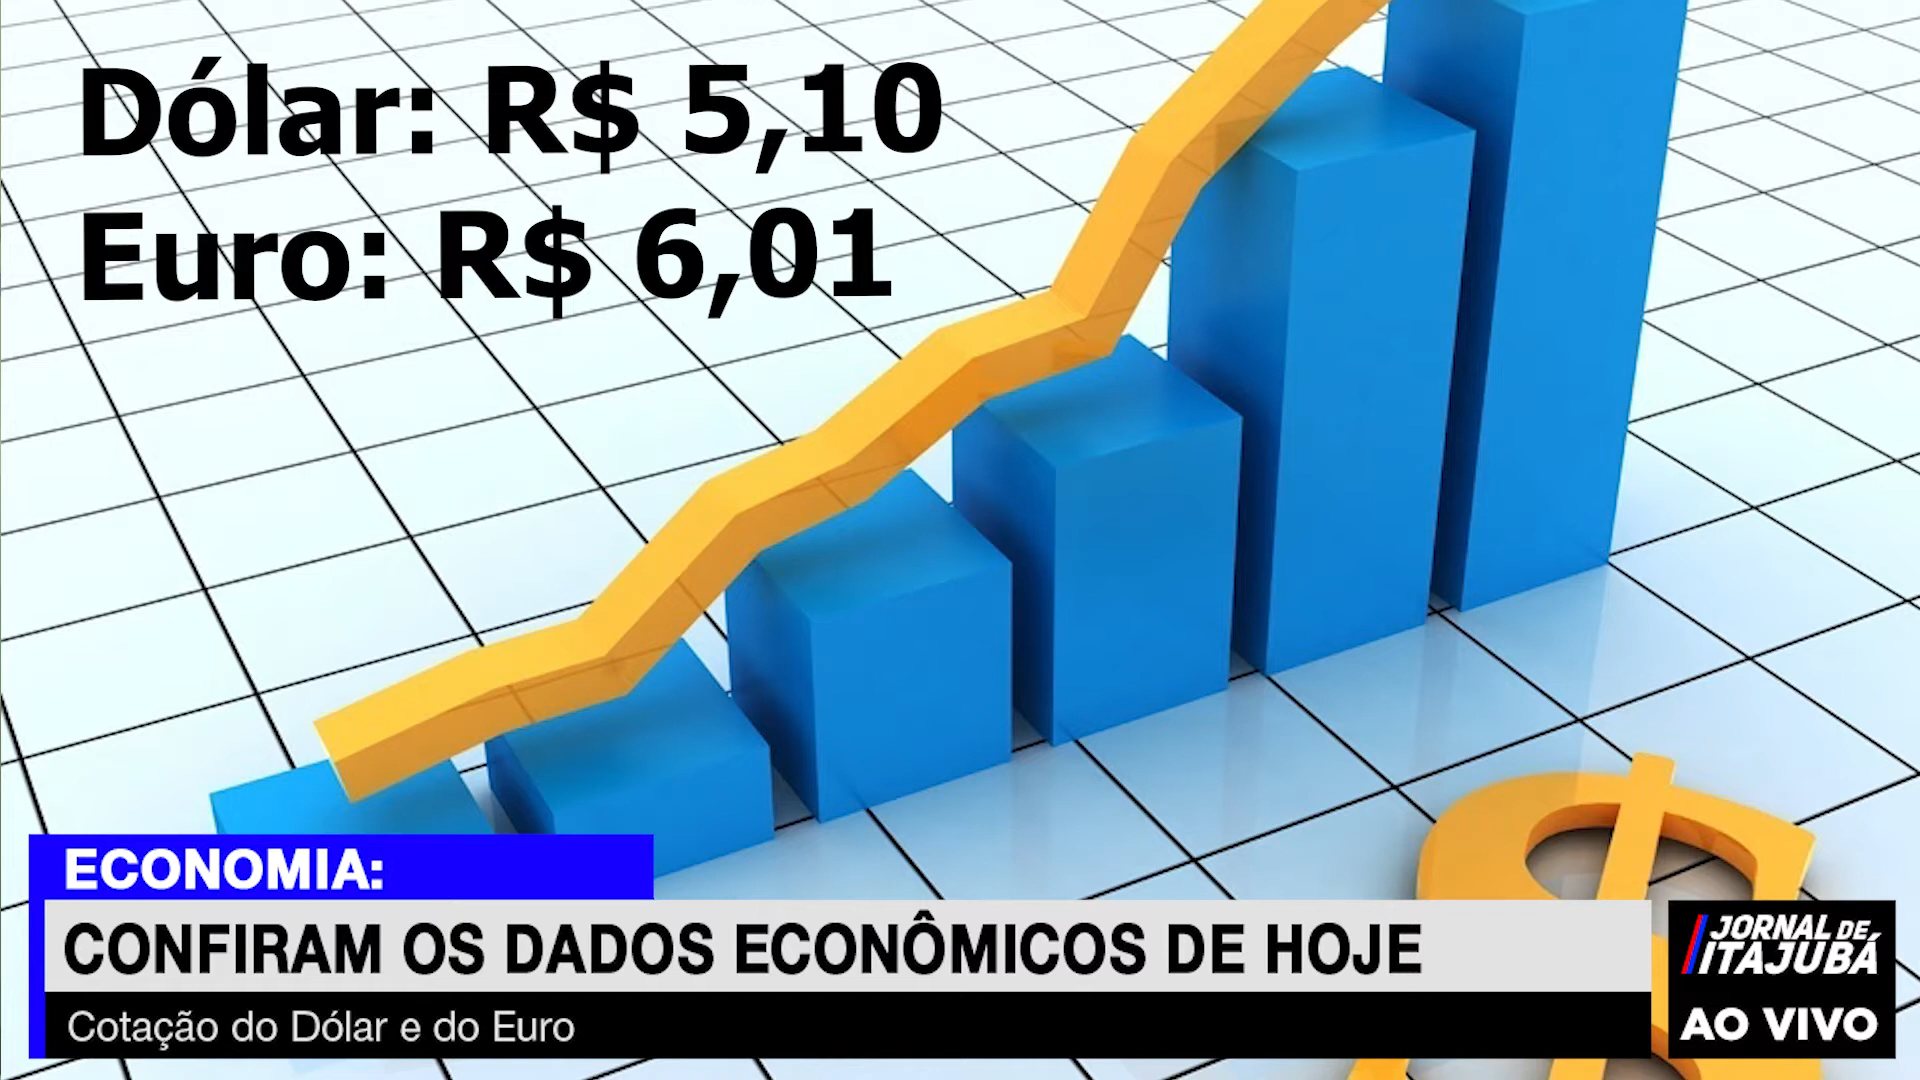 Dólar: R$ 5,10
Euro: R$ 6,01
ECONOMIA:
CONFIRAM OS DADOS ECONÔMICOS DE HOJE
Cotação do Dólar e do Euro
JORNAL DE
ITAJUBÁ
AO VIVO